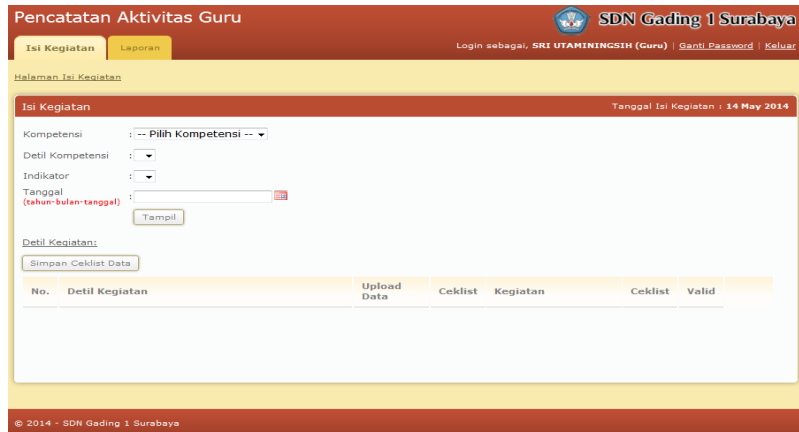 Pencatatan Aktivitas Guru
SDN Gading 1 Surabaya
Isi Kegiatan
Laporan
Login sebagai, SRI UTAMININGSIH (Guru) | Ganti Password | Keluar
Halaman Isi Kegiatan
Isi Kegiatan
Tanggal Isi Kegiatan : 14 May 2014
Kompetensi : -- Pilih Kompetensi --
Detil Kompetensi :
Indikator :
Tanggal :
(tahun-bulan-tanggal)
Tampil
Detil Kegiatan:
Simpan Ceklist Data
No. Detil Kegiatan Upload Data Ceklist Kegiatan Ceklist Valid
© 2014 - SDN Gading 1 Surabaya